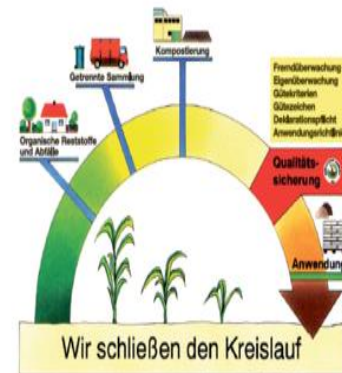 Kompostierung
Getrennte Sammlung
Organische Reststoffe
und Abfälle
Fremdüberwachung
Eigenüberwachung
Gütekriterien
Gütezeichen
Deklarationspflicht
Anwendungsrichtlini
Qualitäts-
sicherung
Anwendung
Wir schließen den Kreislauf